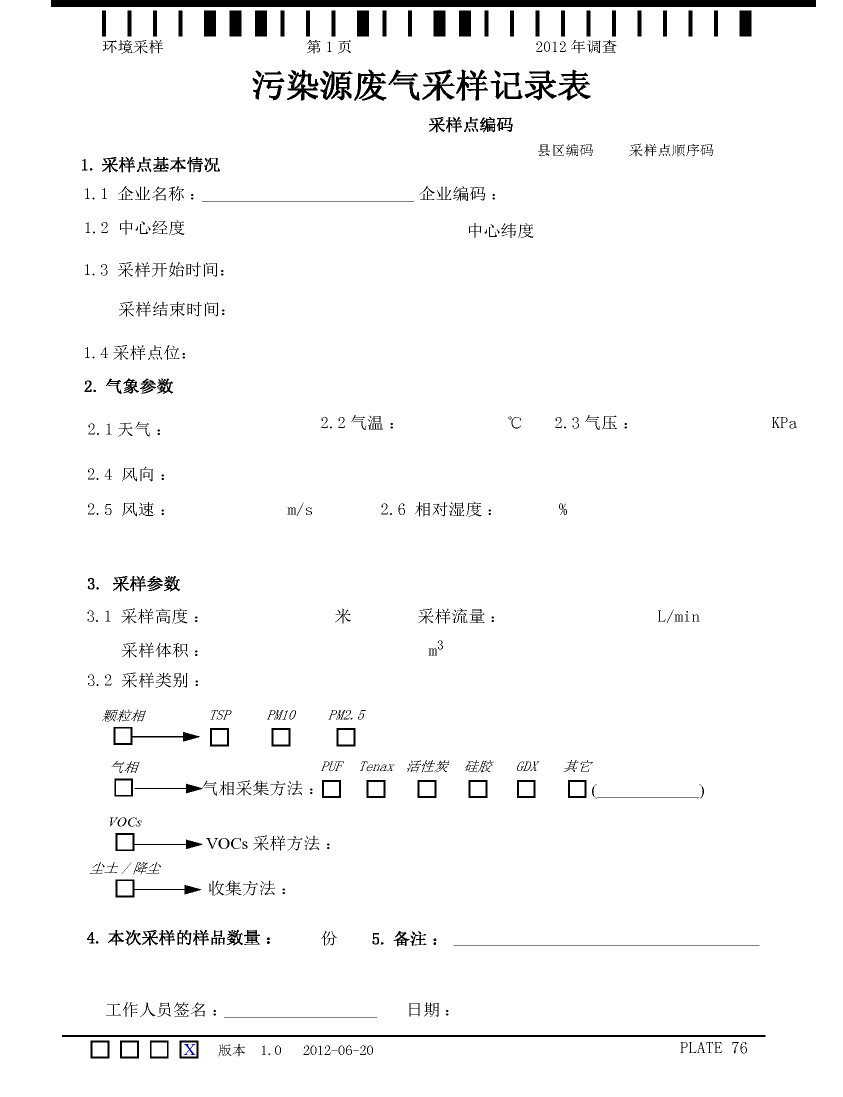 环境采样 第 1 页 2012 年调查
污染源废气采样记录表
采样点编码
县区编码 采样点顺序码
1. 采样点基本情况
1.1 企业名称：_________________________ 企业编码：
1.2 中心经度 中心纬度
1.3 采样开始时间：
采样结束时间：
1.4 采样点位：
2. 气象参数
2.1 天气： 2.2 气温： ℃ 2.3 气压： KPa
2.4 风向：
2.5 风速： m/s 2.6 相对湿度： %
3. 采样参数
3.1 采样高度： 米 采样流量： L/min
采样体积： m³
3.2 采样类别：
颗粒相 TSP PM10 PM2.5
气相 PUF Tenax 活性炭 硅胶 GDX 其它
气相采集方法： (____________)
VOCs
VOCs 采样方法：
尘土/降尘
收集方法：
4. 本次采样的样品数量： 份 5. 备注：____________________________________
工作人员签名：__________________ 日期：
X 版本 1.0 2012-06-20 PLATE 76